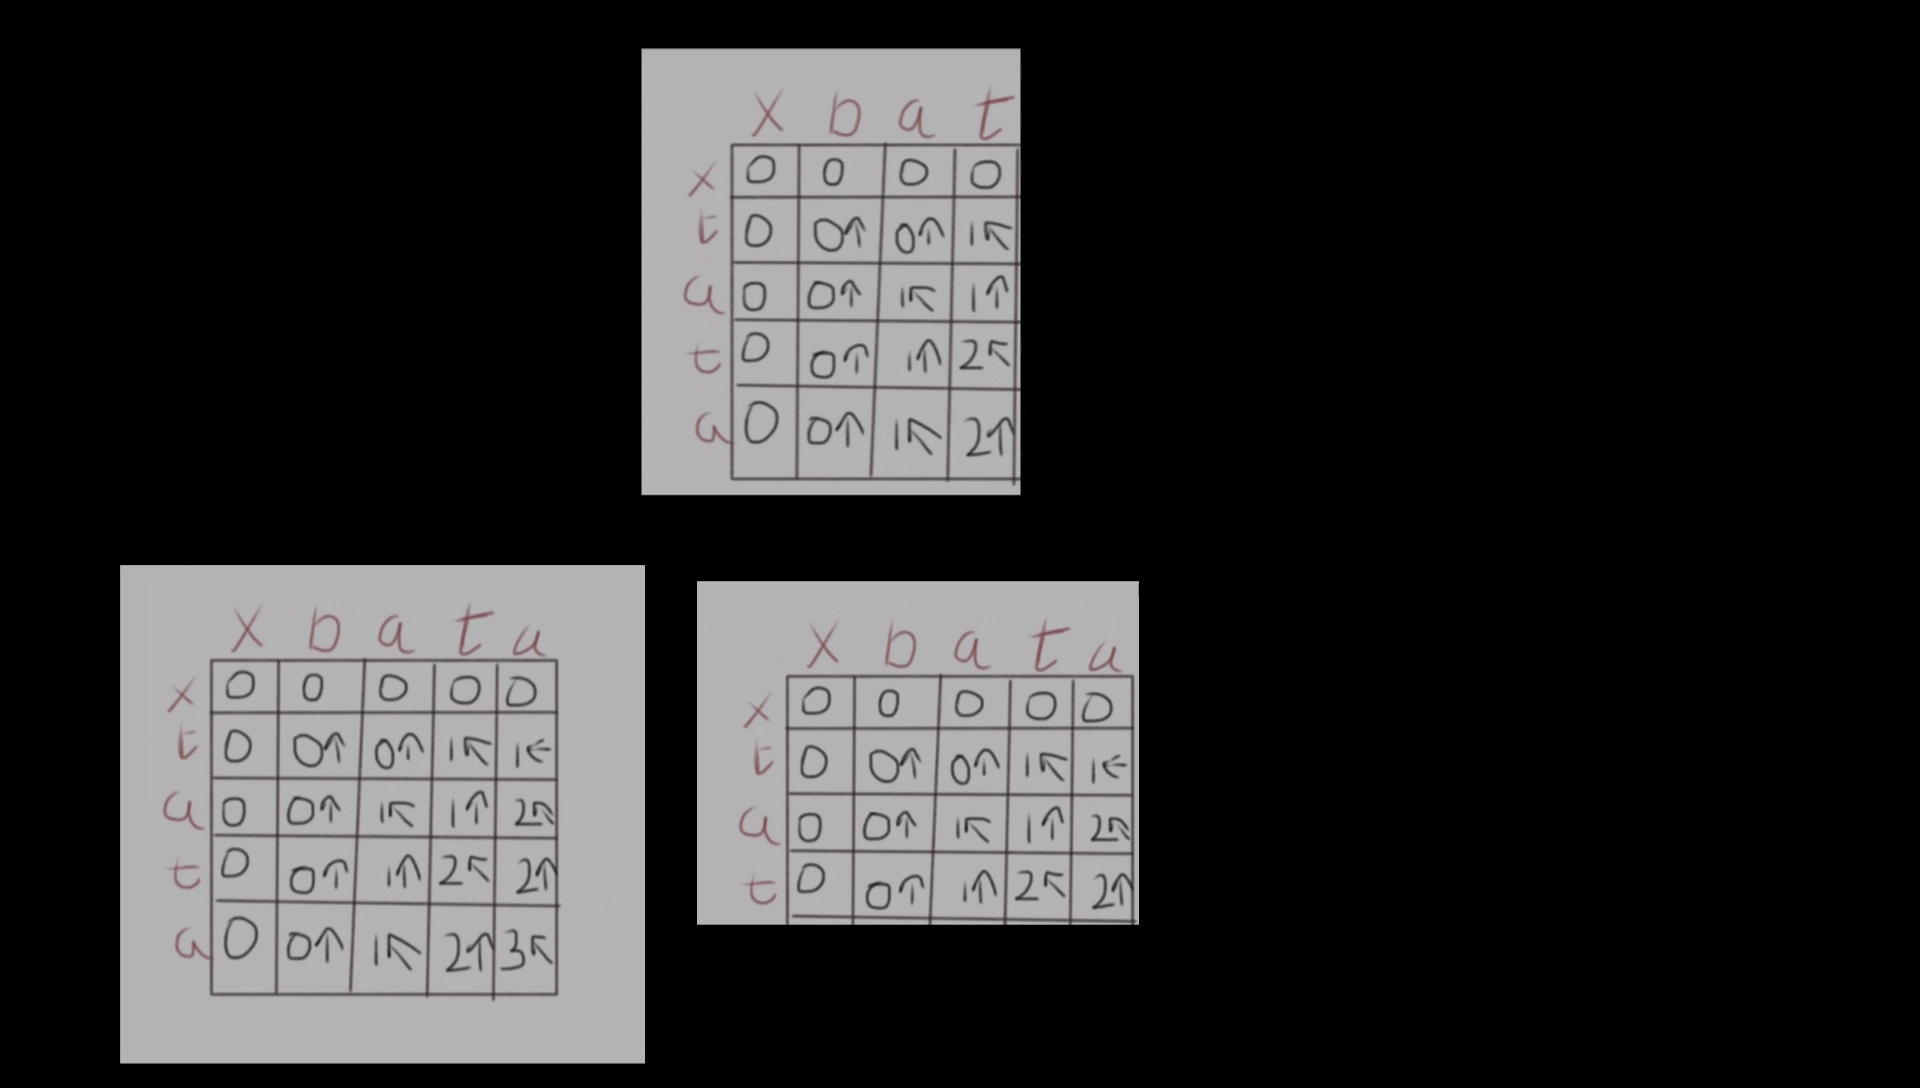 x b a t
x 0 0 0 0
t 0 0↑ 0↑ 1↖
a 0 0↑ 1↖ 1↑
t 0 0↑ 1↑ 2↖
a 0 0↑ 1↖ 2↑
x b a t a
x 0 0 0 0 0
t 0 0↑ 0↑ 1↖ 1←
a 0 0↑ 1↖ 1↑ 2↖
t 0 0↑ 1↑ 2↖ 2↑
a 0 0↑ 1↖ 2↑ 3↖
x b a t a
x 0 0 0 0 0
t 0 0↑ 0↑ 1↖ 1←
a 0 0↑ 1↖ 1↑ 2↖
t 0 0↑ 1↑ 2↖ 2↑